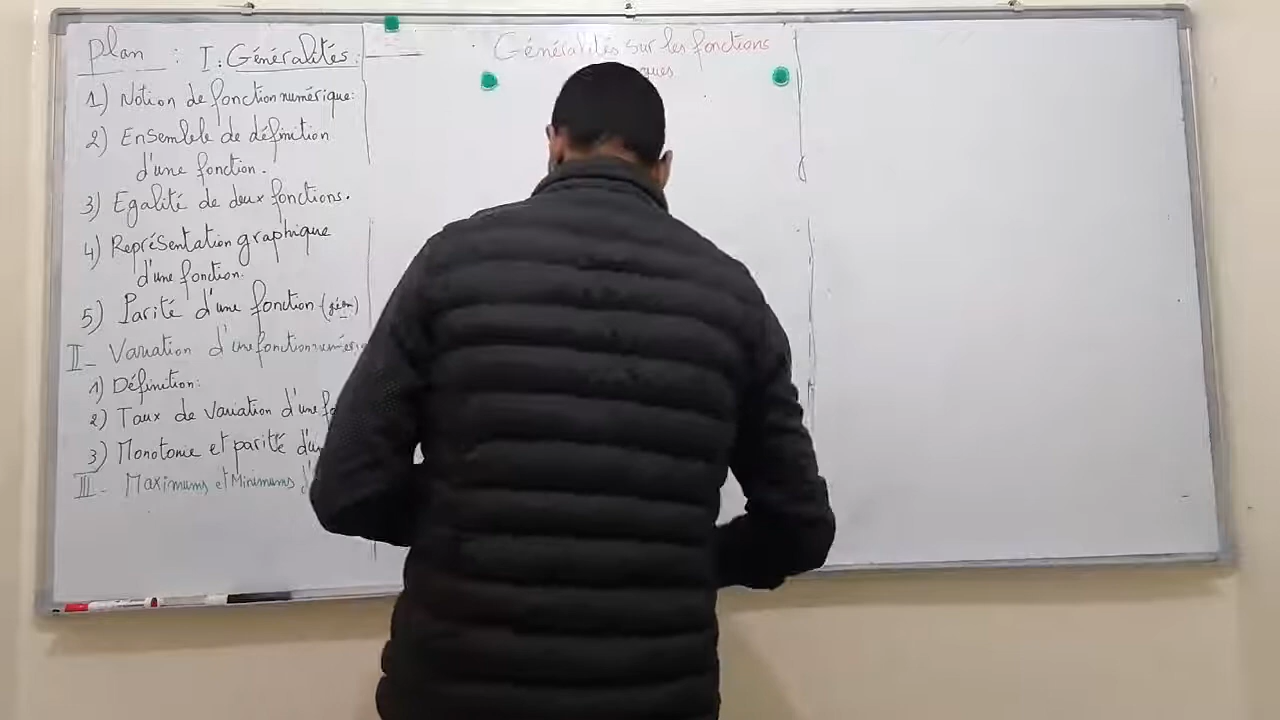 plan : I. Généralités:
1) Notion de fonction numérique:
2) Ensemble de définition
d'une fonction.
3) Egalité de deux fonctions.
4) Représentation graphique
d'une fonction.
5) Parité d'une fonction (géom)
II- Variation d'une fonction
1) Définition:
2) Taux de variation d'une
3) Monotonie et parité
III- Maximums et Minimums
Généralités sur les fonctions